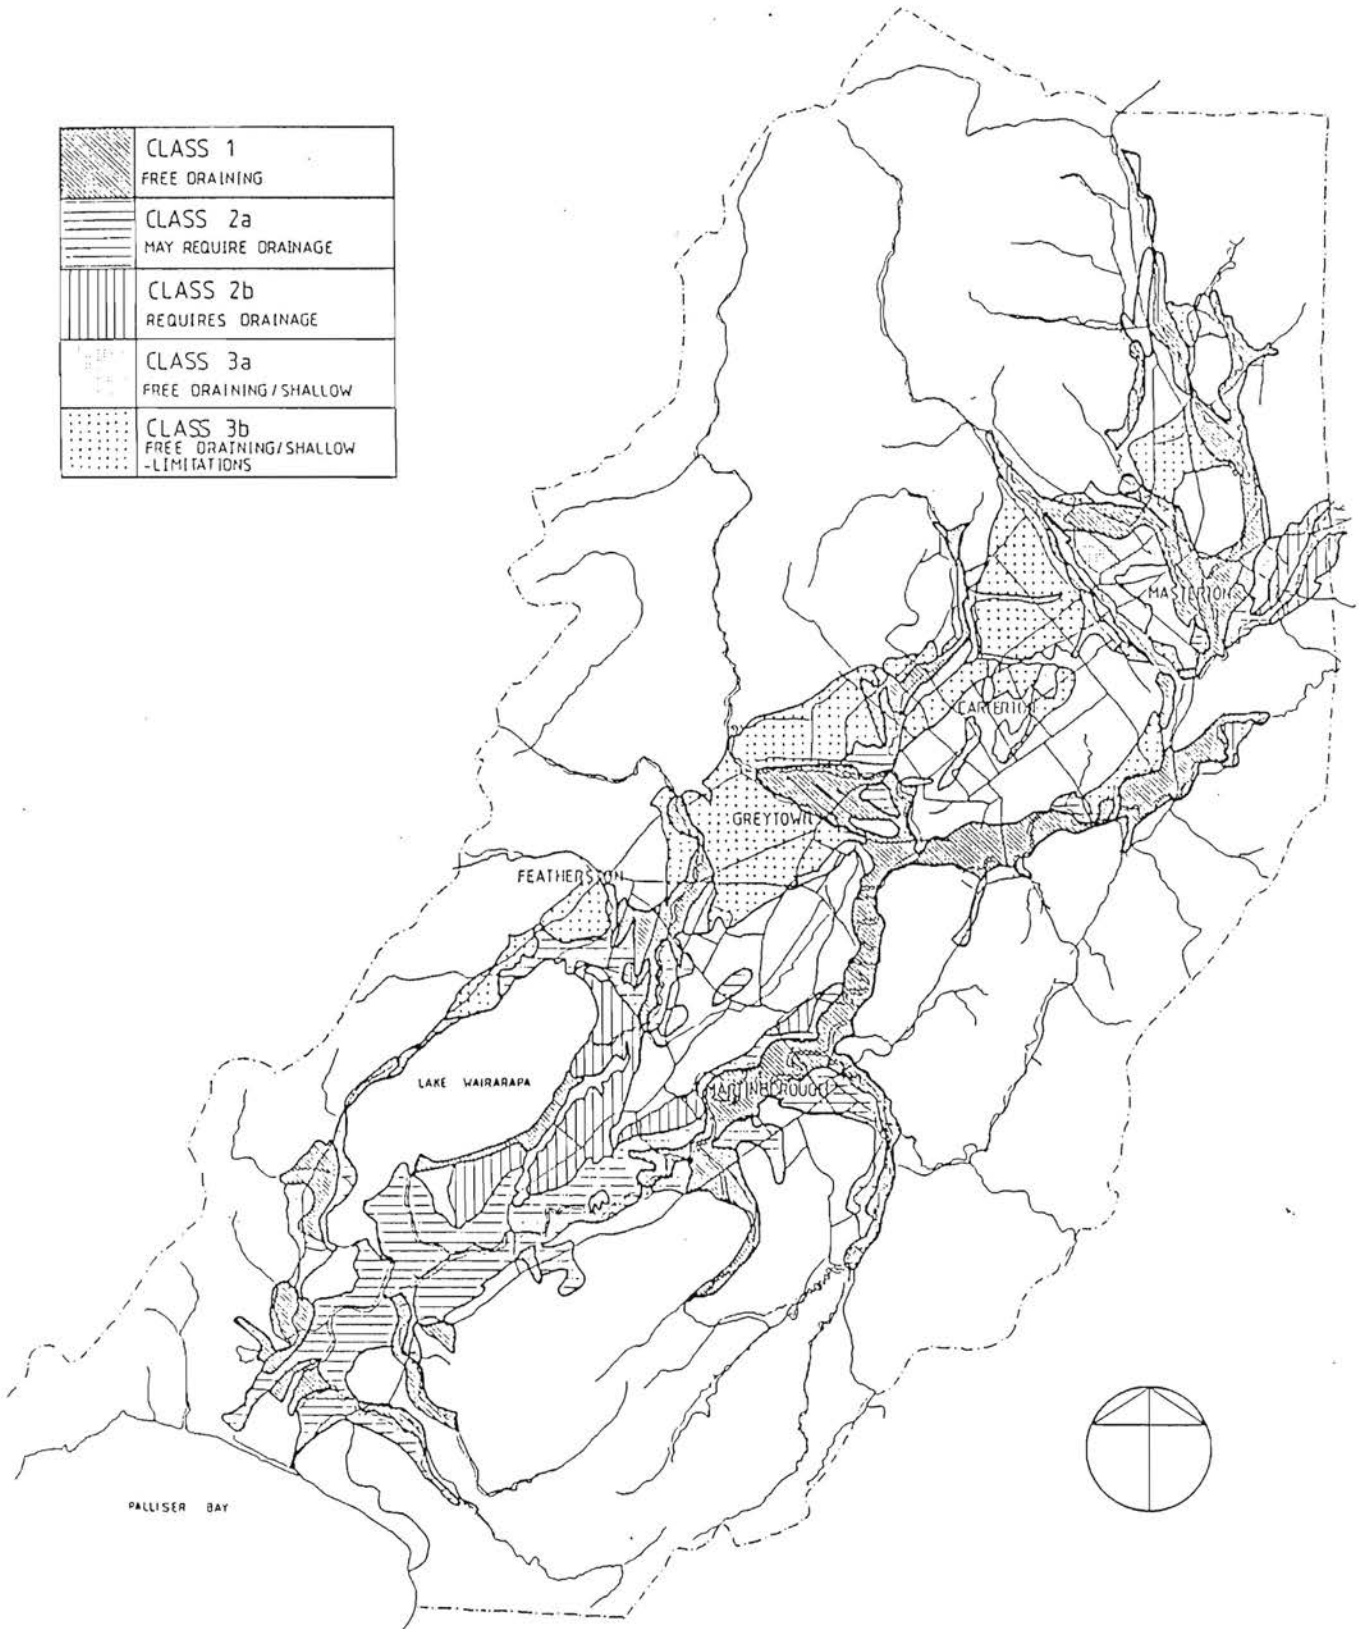 CLASS 1
FREE DRAINING
CLASS 2a
MAY REQUIRE DRAINAGE
CLASS 2b
REQUIRES DRAINAGE
CLASS 3a
FREE DRAINING/SHALLOW
CLASS 3b
FREE DRAINING/SHALLOW
-LIMITATIONS
MASTERTON
CARTERTON
GREYTOWN
FEATHERSTON
LAKE WAIRARAPA
MARTINBOROUGH
PALLISER BAY